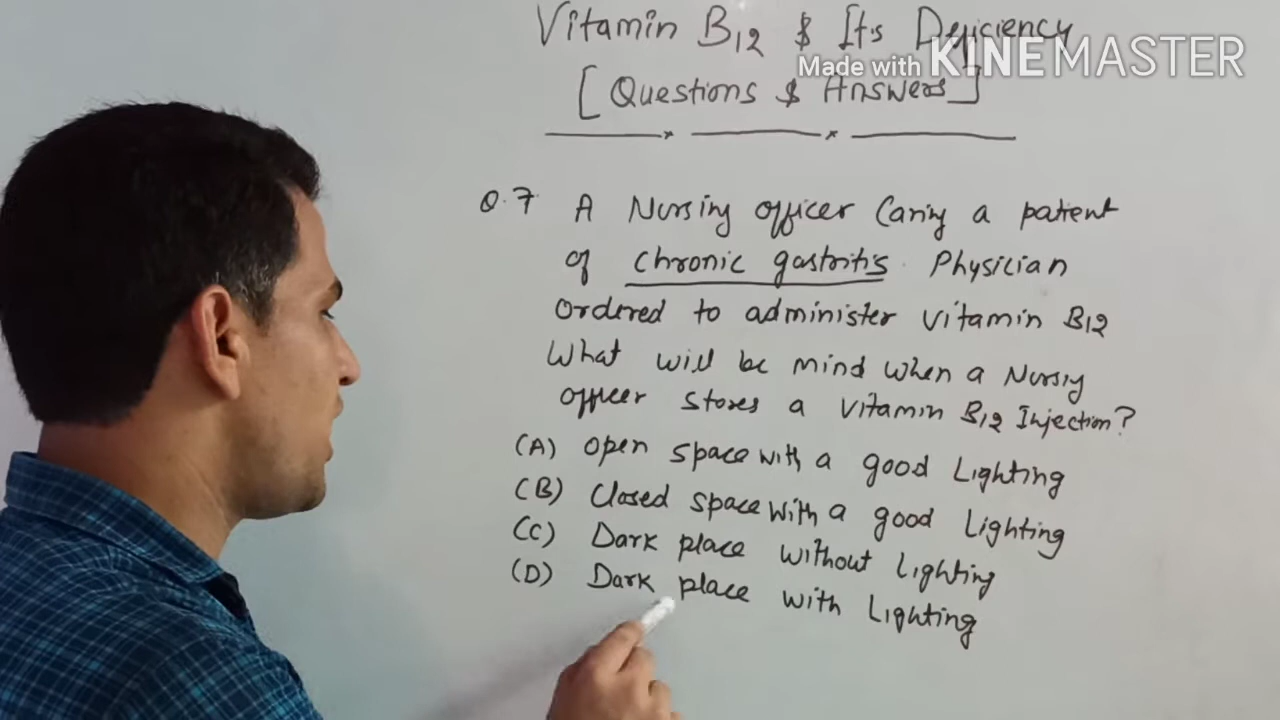 Vitamin B12 & It's Deficiency
Made with KINEMASTER
[Questions & Answers]
Q.7 A Nursing officer Caring a patient
of chronic gastritis. Physician
ordered to administer vitamin B12
What will be mind when a Nursing
officer stores a vitamin B12 Injection?
(A) open space with a good Lighting
(B) Closed space with a good Lighting
(C) Dark place without Lighting
(D) Dark place with Lighting